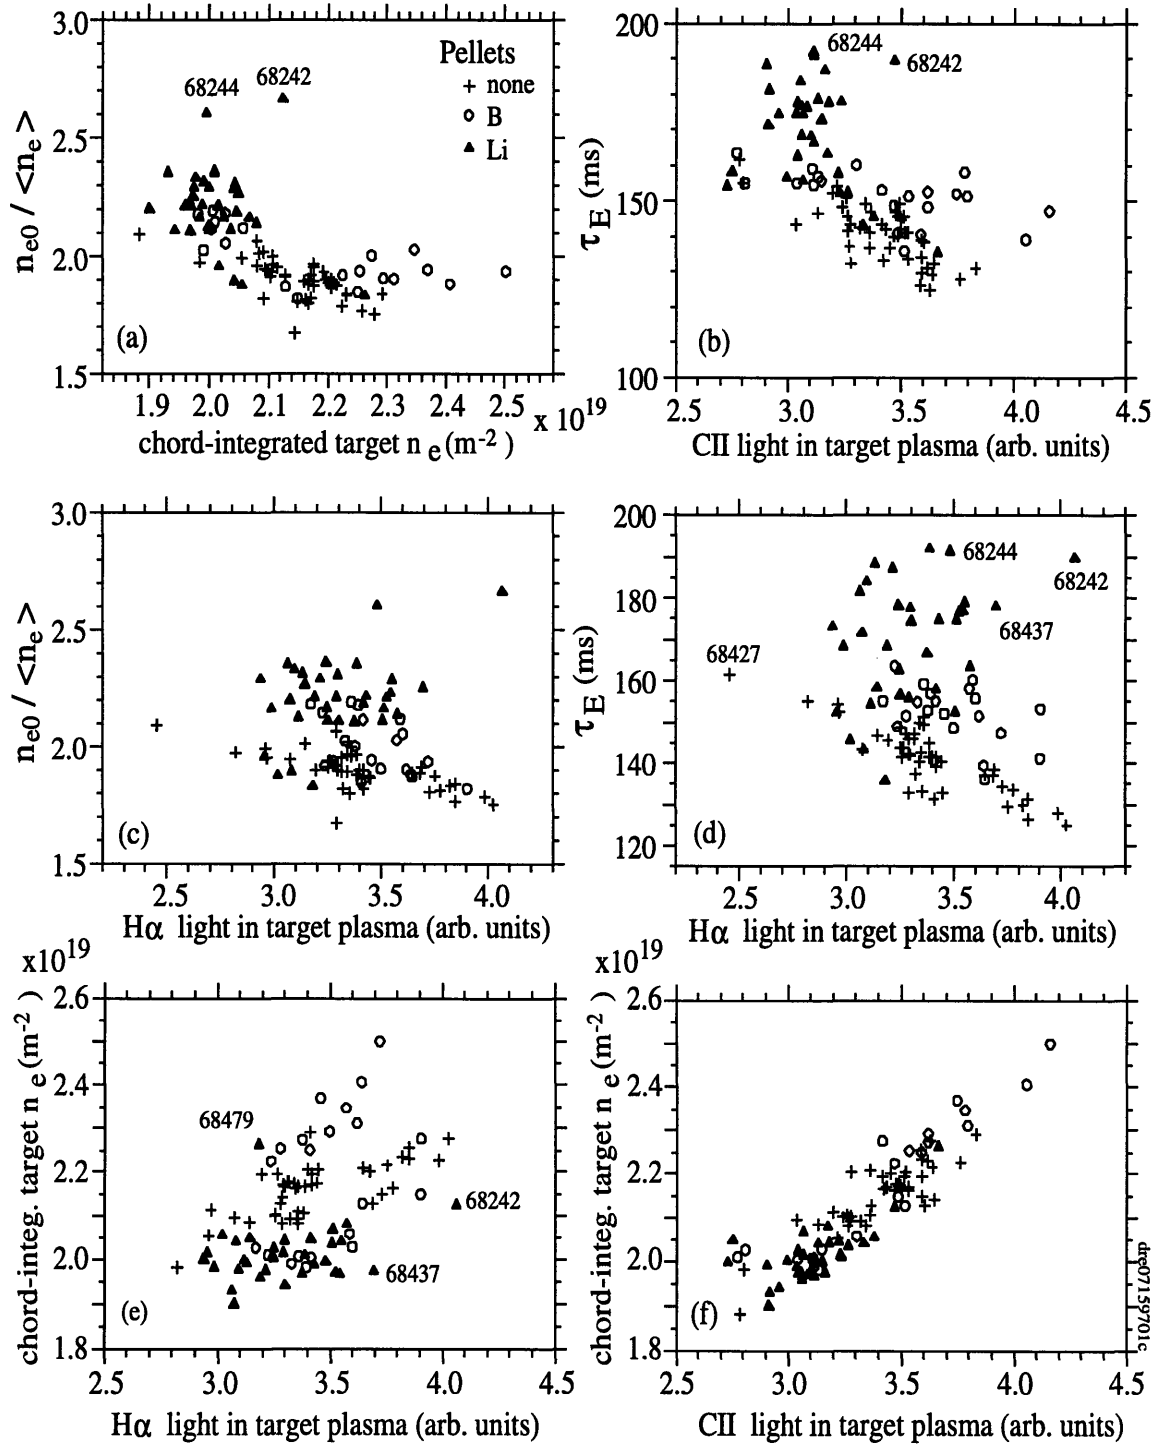 3.0
2.5
2.0
1.5
n e0 / <n e >
68244
68242
Pellets
+ none
o B
▲ Li
(a)
1.9 2.0 2.1 2.2 2.3 2.4 2.5
x 10^19
chord-integrated target n e (m^-2)
200
150
100
τ E (ms)
68244
68242
(b)
2.5 3.0 3.5 4.0 4.5
CII light in target plasma (arb. units)
3.0
2.5
2.0
1.5
n e0 / <n e >
(c)
2.5 3.0 3.5 4.0
Hα light in target plasma (arb. units)
200
180
160
140
120
τ E (ms)
68244
68242
68437
68427
(d)
2.5 3.0 3.5 4.0
Hα light in target plasma (arb. units)
x10^19
2.6
2.4
2.2
2.0
1.8
chord-integ. target n e (m^-2)
68479
68242
68437
(e)
2.5 3.0 3.5 4.0 4.5
Hα light in target plasma (arb. units)
x10^19
2.6
2.4
2.2
2.0
1.8
chord-integ. target n e (m^-2)
(f)
2.5 3.0 3.5 4.0 4.5
CII light in target plasma (arb. units)
dre07159701c